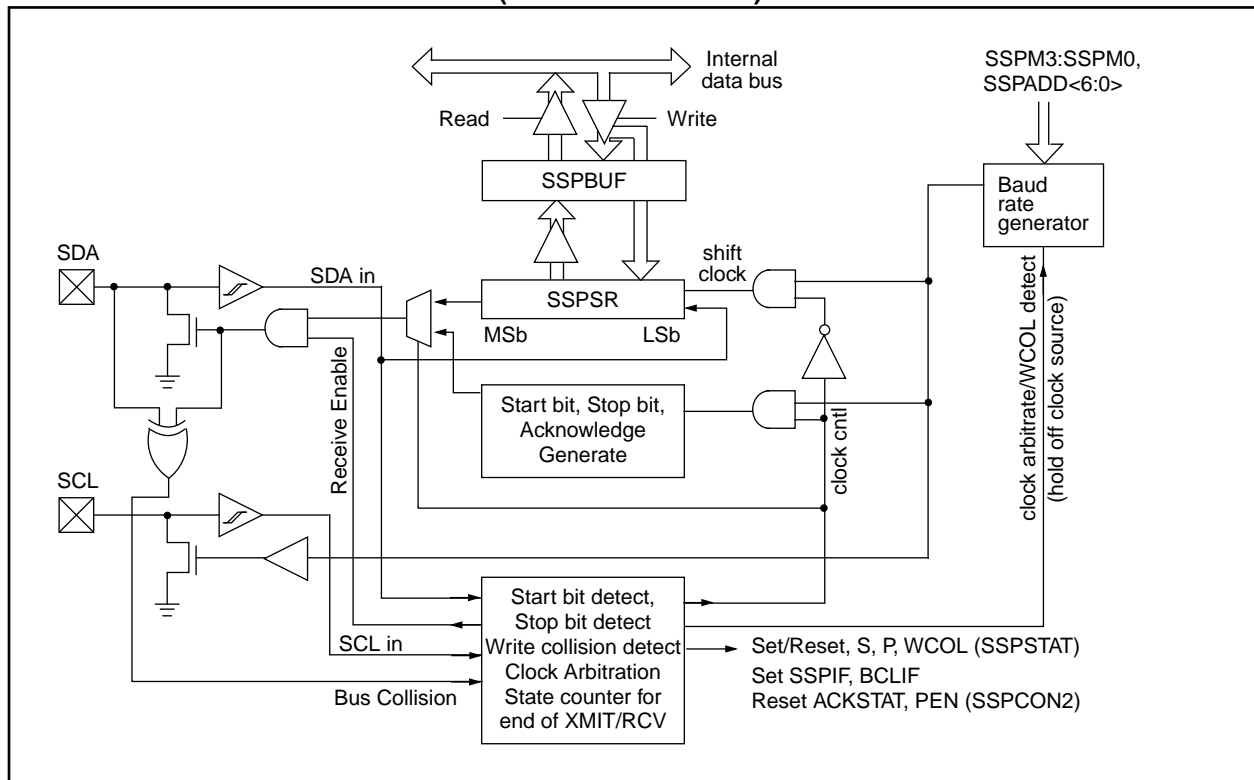 Internal
data bus
SSPM3:SSPM0,
SSPADD<6:0>
Read
Write
SSPBUF
Baud
rate
generator
SDA
SDA in
shift
clock
SSPSR
MSb
LSb
clock arbitrate/WCOL detect
(hold off clock source)
Receive Enable
Start bit, Stop bit,
Acknowledge
Generate
clock cntl
SCL
SCL in
Bus Collision
Start bit detect,
Stop bit detect
Write collision detect
Clock Arbitration
State counter for
end of XMIT/RCV
Set/Reset, S, P, WCOL (SSPSTAT)
Set SSPIF, BCLIF
Reset ACKSTAT, PEN (SSPCON2)